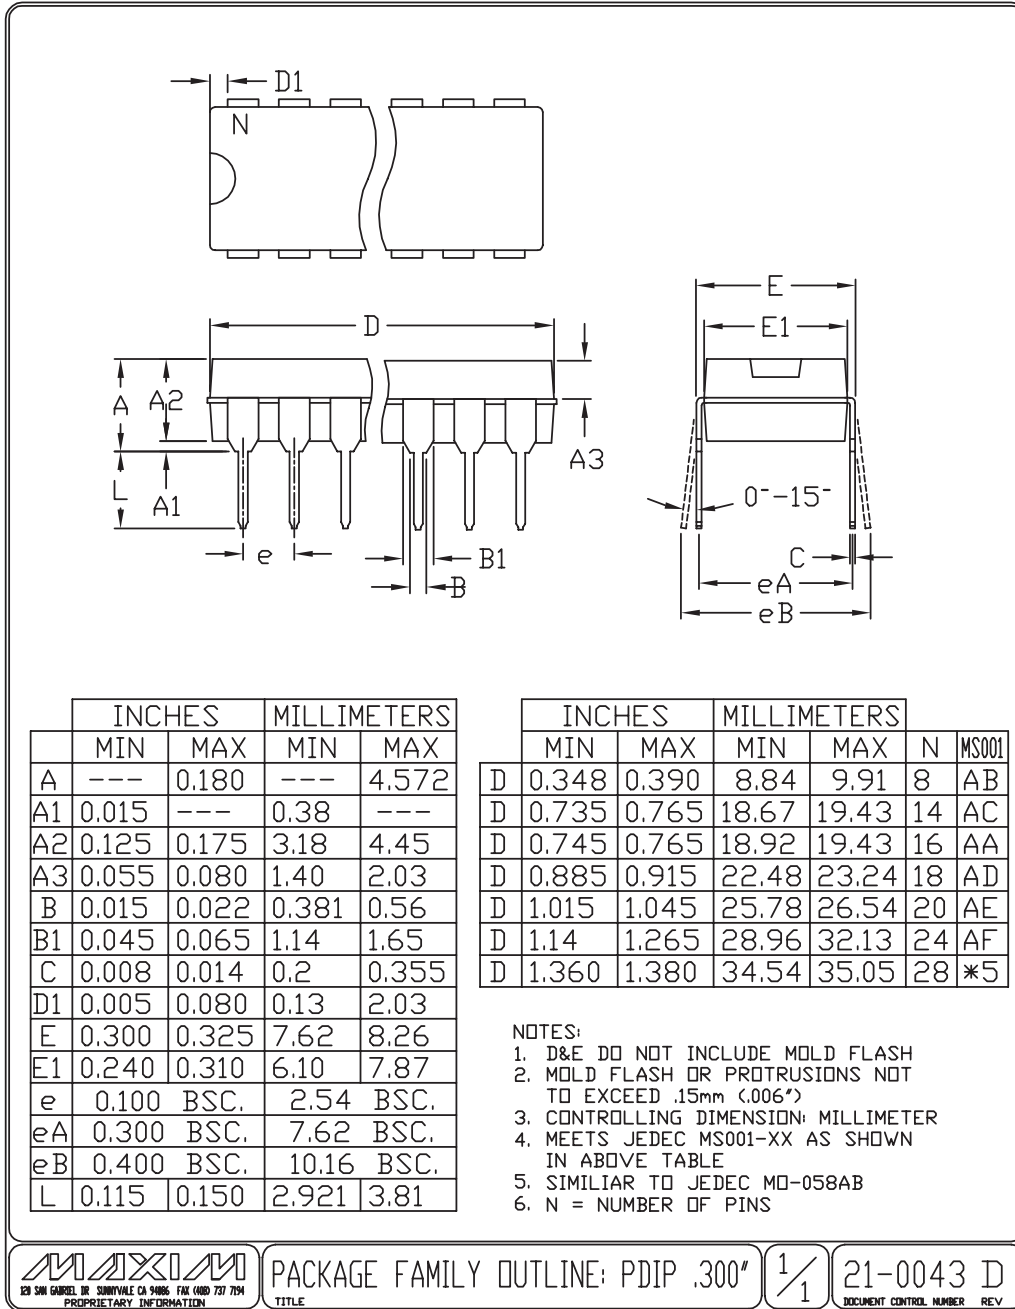 D1
N
E
D
E1
A
A2
A3
L
A1
0°-15°
e
B1
B
C
eA
eB
INCHES MILLIMETERS
MIN MAX MIN MAX
A --- 0.180 --- 4.572
A1 0.015 --- 0.38 ---
A2 0.125 0.175 3.18 4.45
A3 0.055 0.080 1.40 2.03
B 0.015 0.022 0.381 0.56
B1 0.045 0.065 1.14 1.65
C 0.008 0.014 0.2 0.355
D1 0.005 0.080 0.13 2.03
E 0.300 0.325 7.62 8.26
E1 0.240 0.310 6.10 7.87
e 0.100 BSC. 2.54 BSC.
eA 0.300 BSC. 7.62 BSC.
eB 0.400 BSC. 10.16 BSC.
L 0.115 0.150 2.921 3.81
INCHES MILLIMETERS
MIN MAX MIN MAX N MS001
D 0.348 0.390 8.84 9.91 8 AB
D 0.735 0.765 18.67 19.43 14 AC
D 0.745 0.765 18.92 19.43 16 AA
D 0.885 0.915 22.48 23.24 18 AD
D 1.015 1.045 25.78 26.54 20 AE
D 1.14 1.265 28.96 32.13 24 AF
D 1.360 1.380 34.54 35.05 28 *5
NOTES:
1. D&E DO NOT INCLUDE MOLD FLASH
2. MOLD FLASH OR PROTRUSIONS NOT
TO EXCEED .15mm (.006")
3. CONTROLLING DIMENSION: MILLIMETER
4. MEETS JEDEC MS001-XX AS SHOWN
IN ABOVE TABLE
5. SIMILIAR TO JEDEC MO-058AB
6. N = NUMBER OF PINS
MAXIM
120 SAN GABRIEL DR SUNNYVALE CA 94086 FAX (408) 737 7194
PROPRIETARY INFORMATION
PACKAGE FAMILY OUTLINE: PDIP .300"
TITLE
1/1
21-0043 D
DOCUMENT CONTROL NUMBER REV